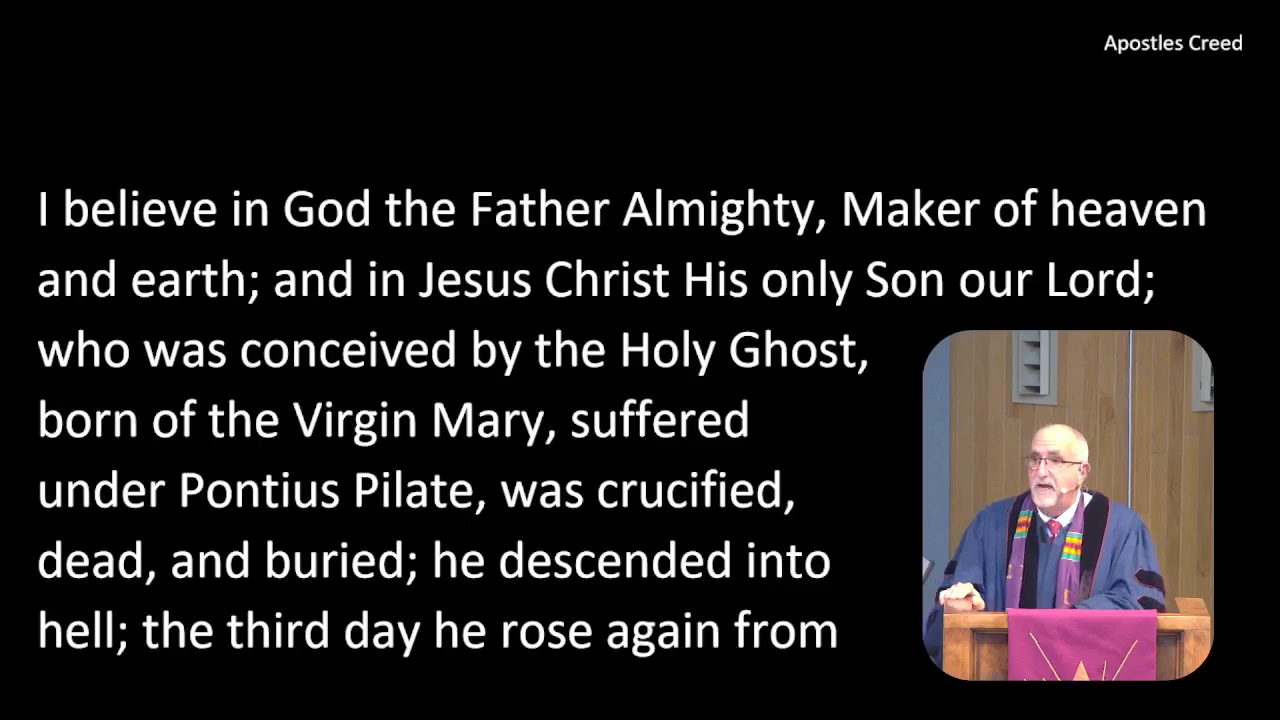 Apostles Creed
I believe in God the Father Almighty, Maker of heaven
and earth; and in Jesus Christ His only Son our Lord;
who was conceived by the Holy Ghost,
born of the Virgin Mary, suffered
under Pontius Pilate, was crucified,
dead, and buried; he descended into
hell; the third day he rose again from